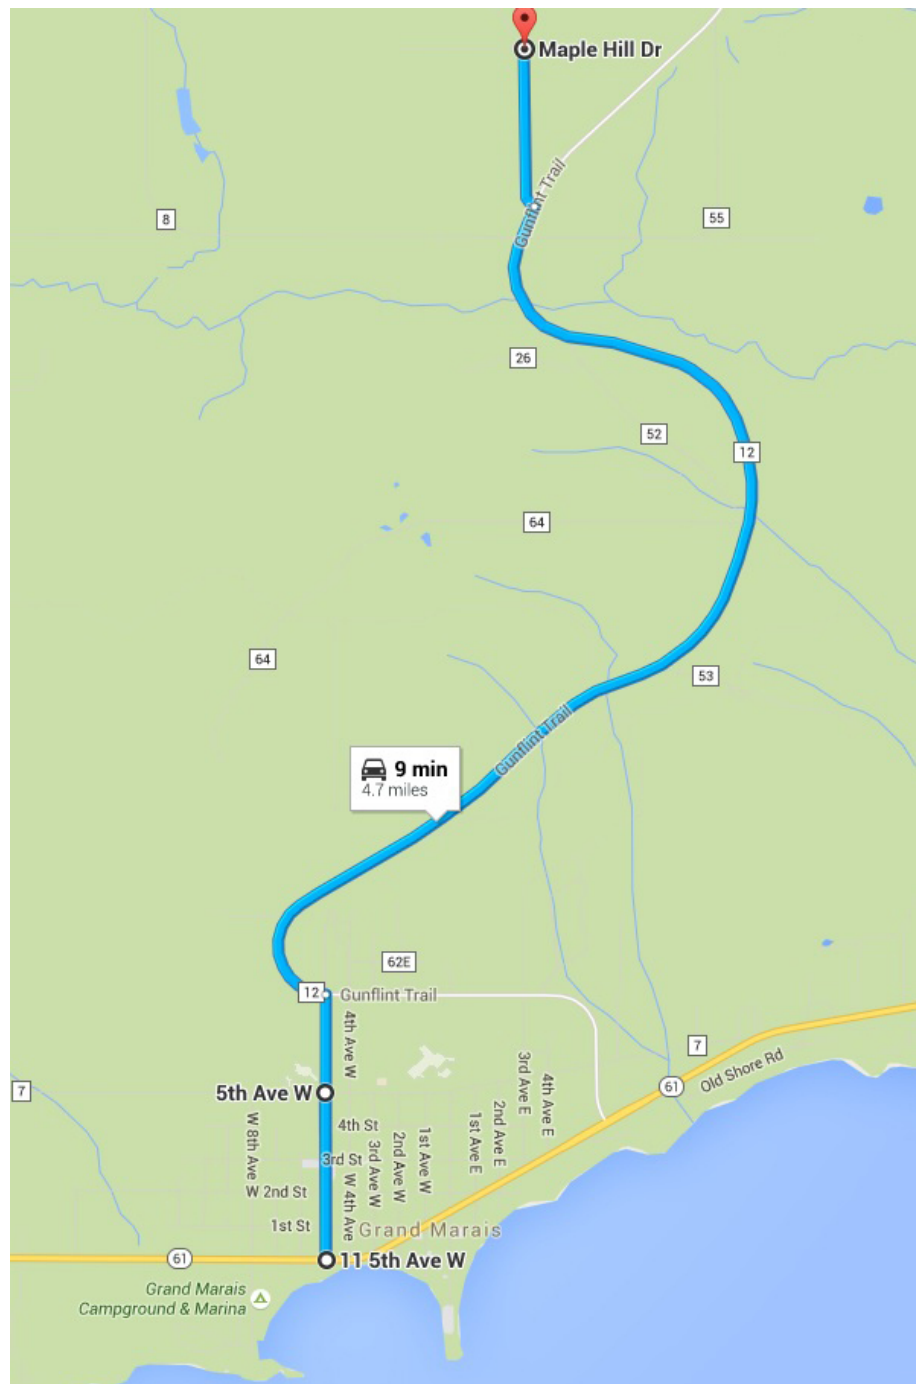 Maple Hill Dr
Gunflint Trail
8
55
26
52
12
64
64
53
Gunflint Trail
9 min
4.7 miles
62E
12
Gunflint Trail
4th Ave W
7
61
Old Shore Rd
7
5th Ave W
3rd Ave E
4th Ave E
2nd Ave E
1st Ave E
4th St
W 8th Ave
3rd St
3rd Ave W
2nd Ave W
1st Ave W
W 2nd St
W 4th Ave
1st St
Grand Marais
61
11 5th Ave W
Grand Marais
Campground & Marina